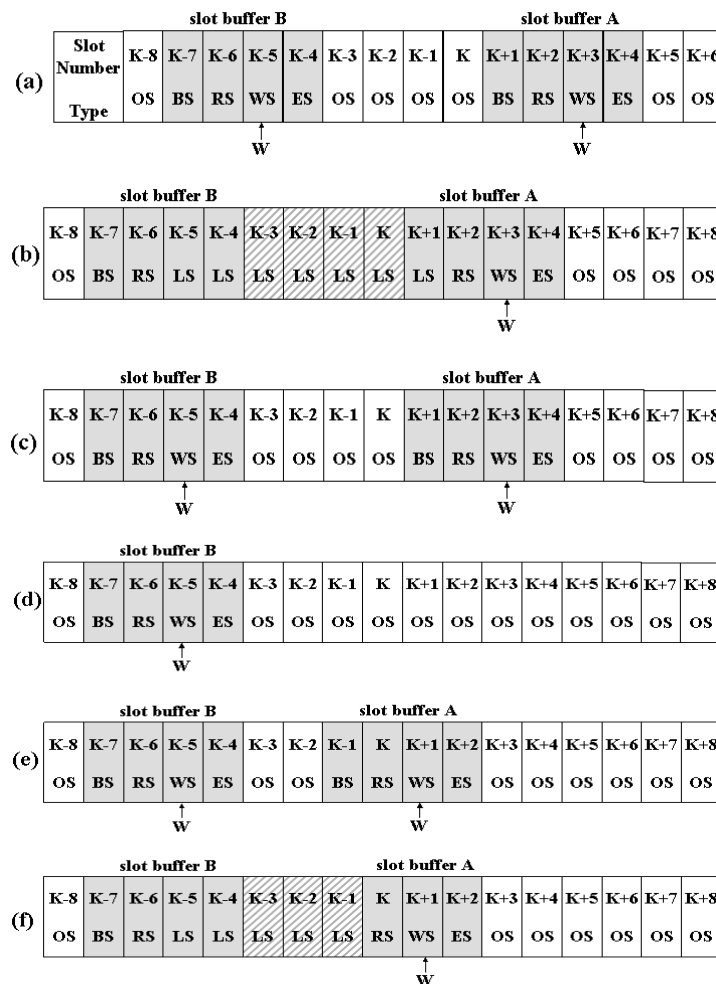 slot buffer B slot buffer A
(a) Slot Number K-8 K-7 K-6 K-5 K-4 K-3 K-2 K-1 K K+1 K+2 K+3 K+4 K+5 K+6
Type OS BS RS WS ES OS OS OS OS BS RS WS ES OS OS
W W
slot buffer B slot buffer A
(b) K-8 K-7 K-6 K-5 K-4 K-3 K-2 K-1 K K+1 K+2 K+3 K+4 K+5 K+6 K+7 K+8
OS BS RS LS LS LS LS LS LS LS RS WS ES OS OS OS OS
W
slot buffer B slot buffer A
(c) K-8 K-7 K-6 K-5 K-4 K-3 K-2 K-1 K K+1 K+2 K+3 K+4 K+5 K+6 K+7 K+8
OS BS RS WS ES OS OS OS OS BS RS WS ES OS OS OS OS
W W
slot buffer B
(d) K-8 K-7 K-6 K-5 K-4 K-3 K-2 K-1 K K+1 K+2 K+3 K+4 K+5 K+6 K+7 K+8
OS BS RS WS ES OS OS OS OS OS OS OS OS OS OS OS OS
W
slot buffer B slot buffer A
(e) K-8 K-7 K-6 K-5 K-4 K-3 K-2 K-1 K K+1 K+2 K+3 K+4 K+5 K+6 K+7 K+8
OS BS RS WS ES OS OS BS RS WS ES OS OS OS OS OS OS
W W
slot buffer B slot buffer A
(f) K-8 K-7 K-6 K-5 K-4 K-3 K-2 K-1 K K+1 K+2 K+3 K+4 K+5 K+6 K+7 K+8
OS BS RS LS LS LS LS LS RS WS ES OS OS OS OS OS OS
W